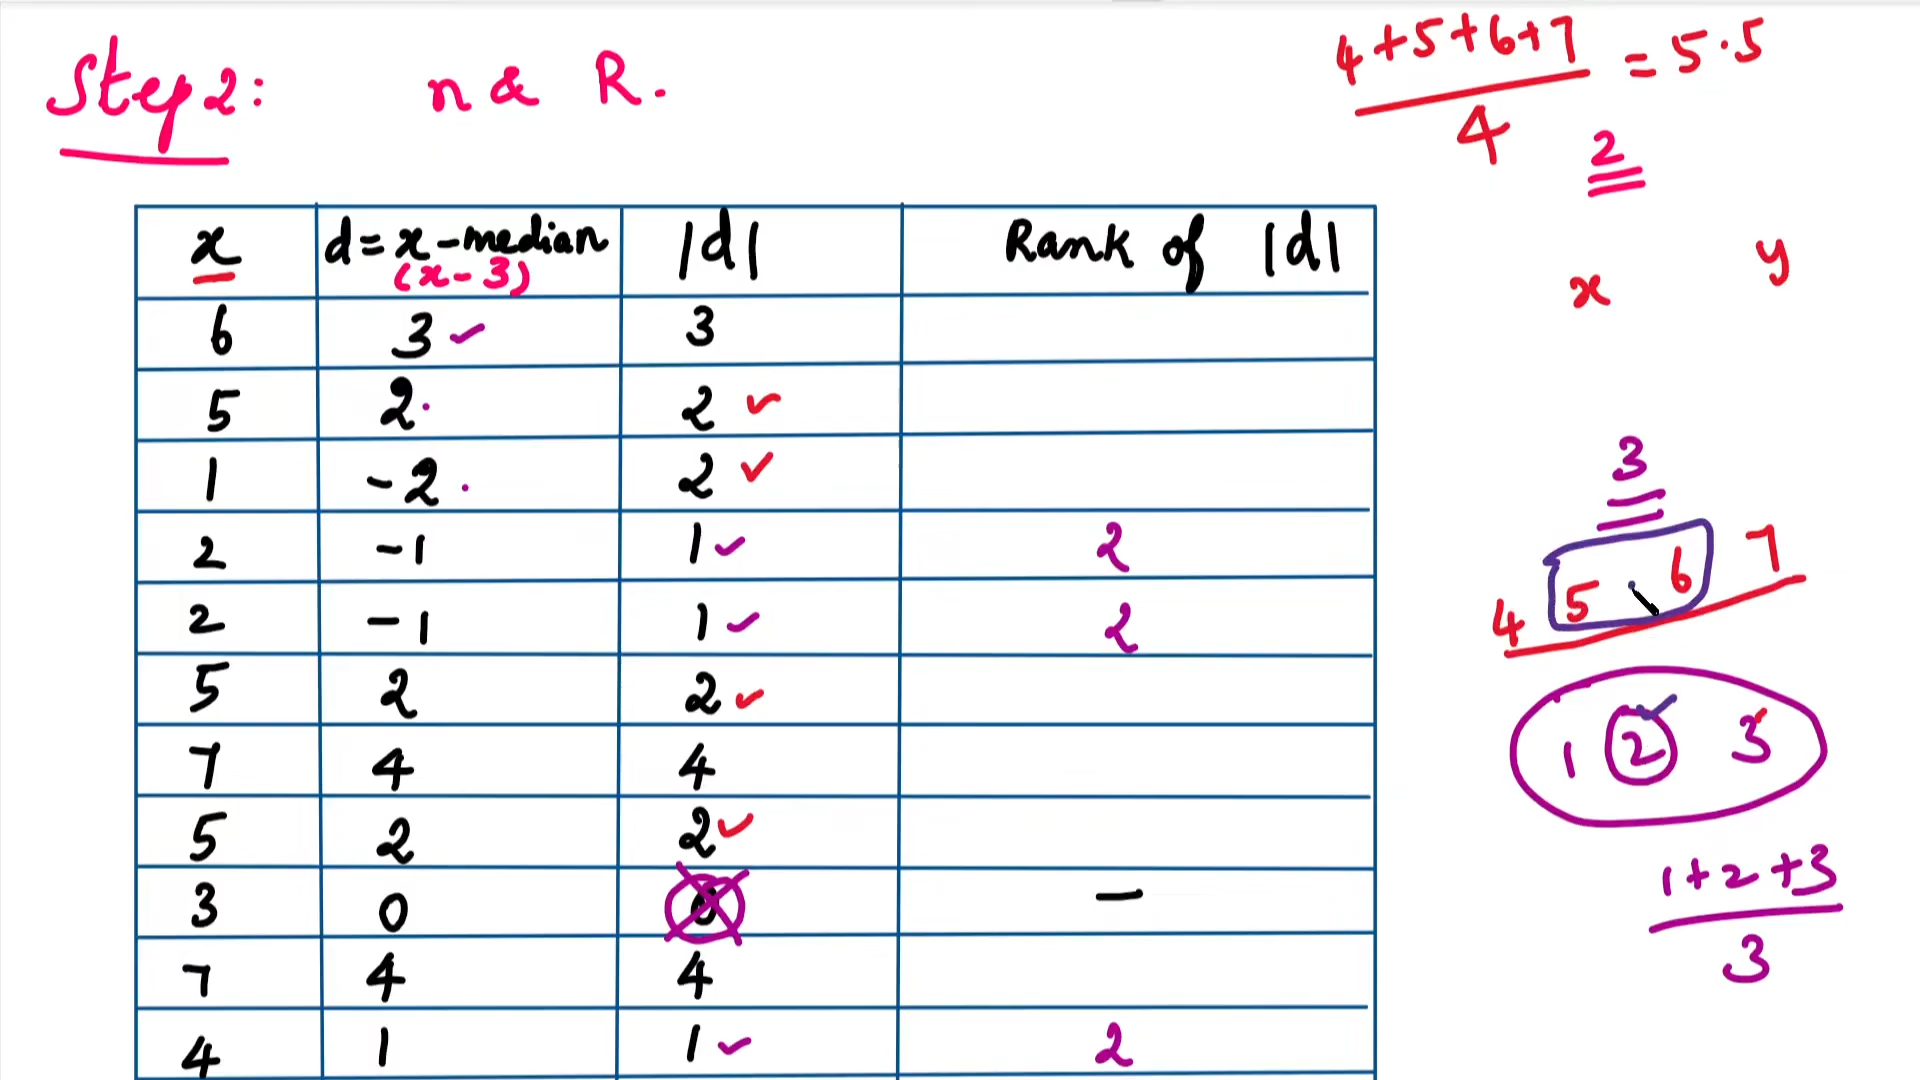 Step 2: n & R.
4+5+6+7
4
= 5.5
2
x d = x - median |d| Rank of |d|
(x - 3)
x y
6 3 3
5 2 2
1 -2 2
2 -1 1 2
2 -1 1 2
5 2 2
7 4 4
5 2 2
3 0 0 —
7 4 4
4 1 1 2
3
4 5 6 7
1 2 3
1+2+3
3